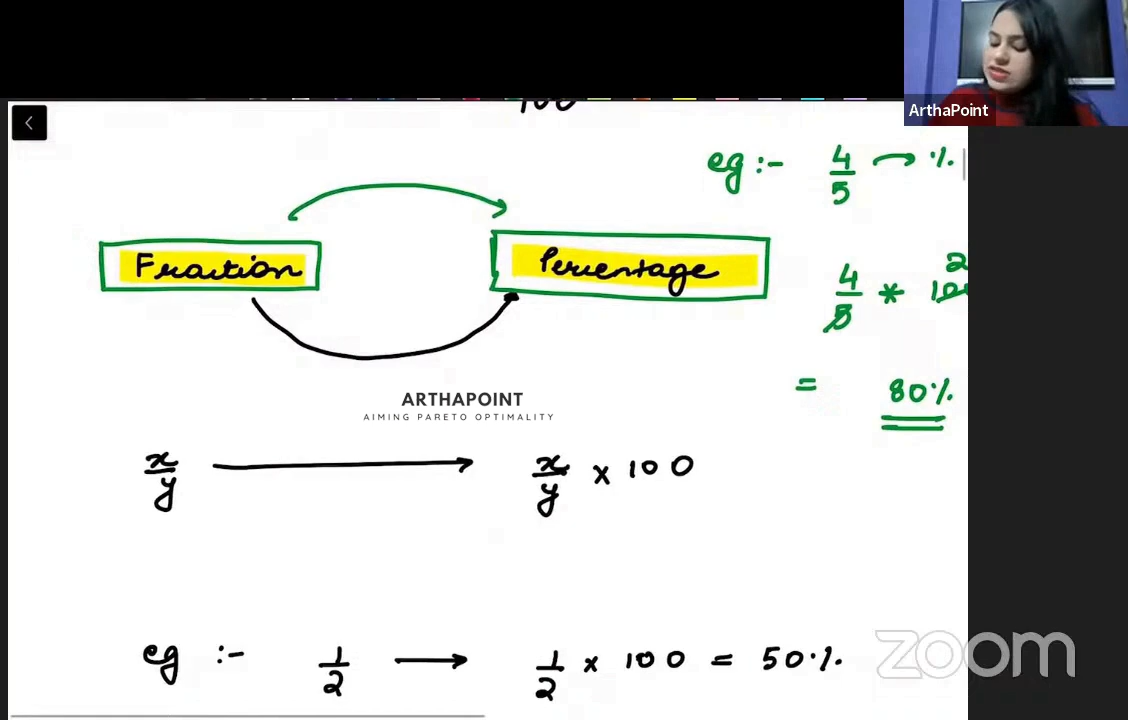 ArthaPoint
100
eg :- 4/5 → %
Fraction
Percentage
4/5 *
= 80%
ARTHAPOINT
AIMING PARETO OPTIMALITY
x/y → x/y × 100
eg :- 1/2 → 1/2 × 100 = 50%
zoom